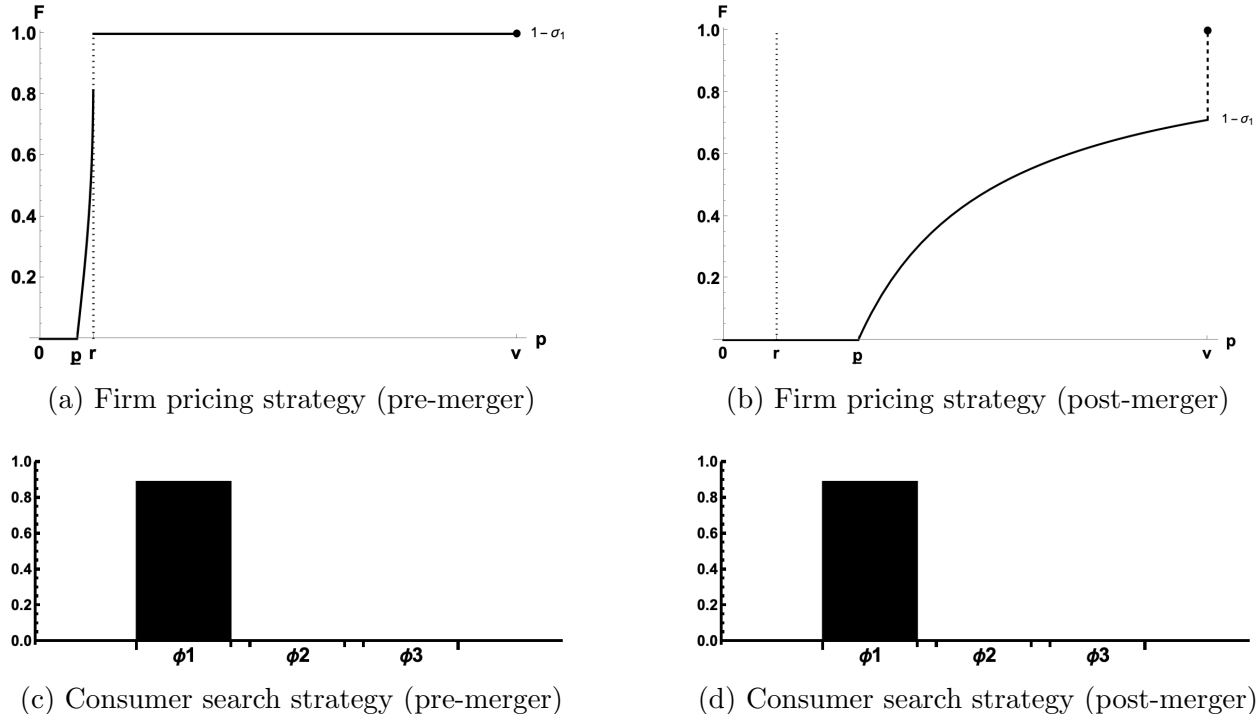 F
1.0
1 – σ₁
0.8
0.6
0.4
0.2
0 p r v p
(a) Firm pricing strategy (pre-merger)
F
1.0
0.8
1 – σ₁
0.6
0.4
0.2
0 r p v p
(b) Firm pricing strategy (post-merger)
1.0
0.8
0.6
0.4
0.2
0.0
ϕ1 ϕ2 ϕ3
(c) Consumer search strategy (pre-merger)
1.0
0.8
0.6
0.4
0.2
0.0
ϕ1 ϕ2 ϕ3
(d) Consumer search strategy (post-merger)